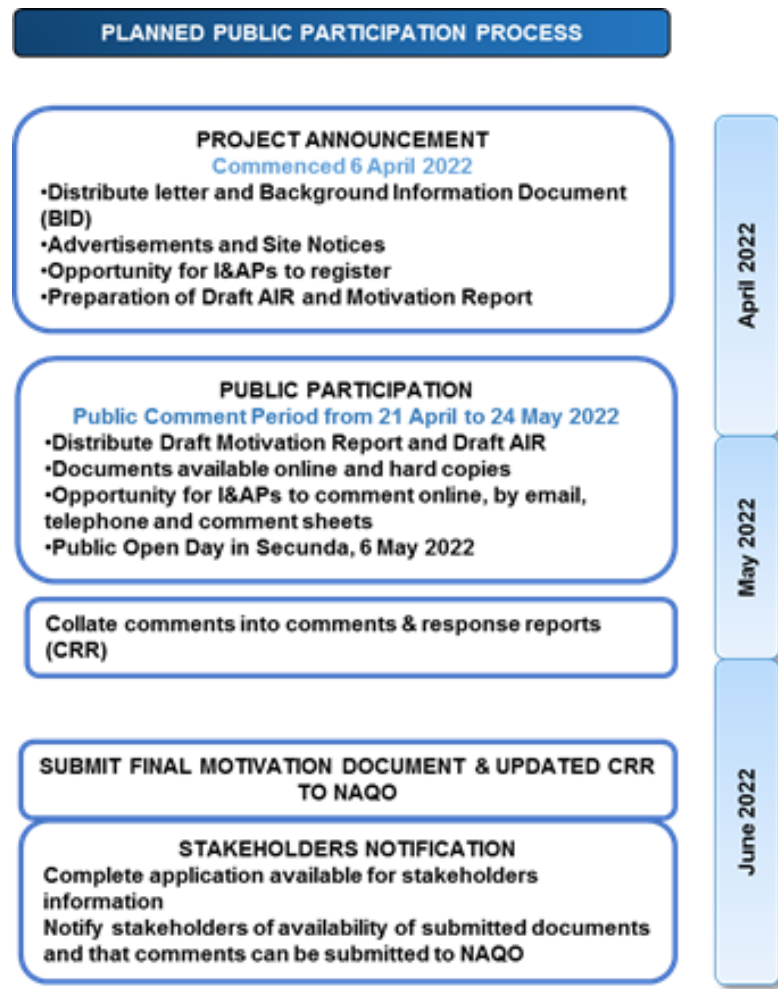 PLANNED PUBLIC PARTICIPATION PROCESS
PROJECT ANNOUNCEMENT
Commenced 6 April 2022
•Distribute letter and Background Information Document
(BID)
•Advertisements and Site Notices
•Opportunity for I&APs to register
•Preparation of Draft AIR and Motivation Report
April 2022
PUBLIC PARTICIPATION
Public Comment Period from 21 April to 24 May 2022
•Distribute Draft Motivation Report and Draft AIR
•Documents available online and hard copies
•Opportunity for I&APs to comment online, by email,
telephone and comment sheets
•Public Open Day in Secunda, 6 May 2022
May 2022
Collate comments into comments & response reports
(CRR)
SUBMIT FINAL MOTIVATION DOCUMENT & UPDATED CRR
TO NAQO
STAKEHOLDERS NOTIFICATION
Complete application available for stakeholders
information
Notify stakeholders of availability of submitted documents
and that comments can be submitted to NAQO
June 2022